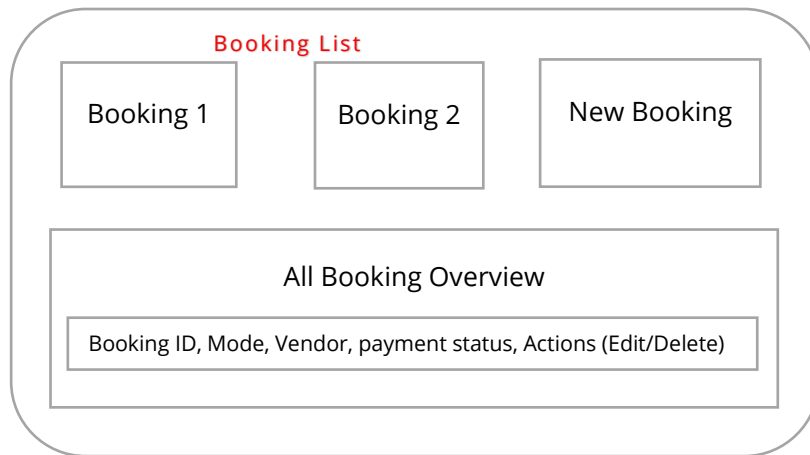 Booking List
Booking 1
Booking 2
New Booking
All Booking Overview
Booking ID, Mode, Vendor, payment status, Actions (Edit/Delete)